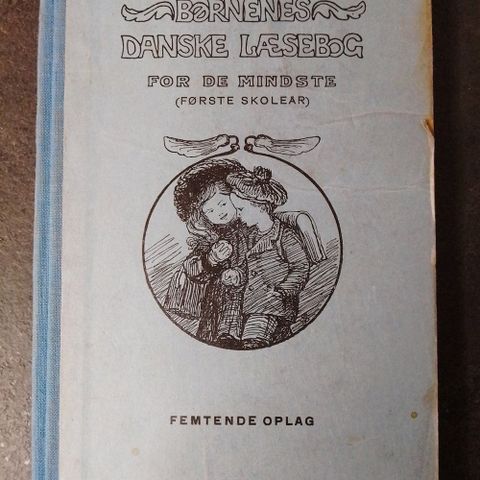 BØRNENES
DANSKE LÆSEBOG
FOR DE MINDSTE
(FØRSTE SKOLEAR)
FEMTENDE OPLAG